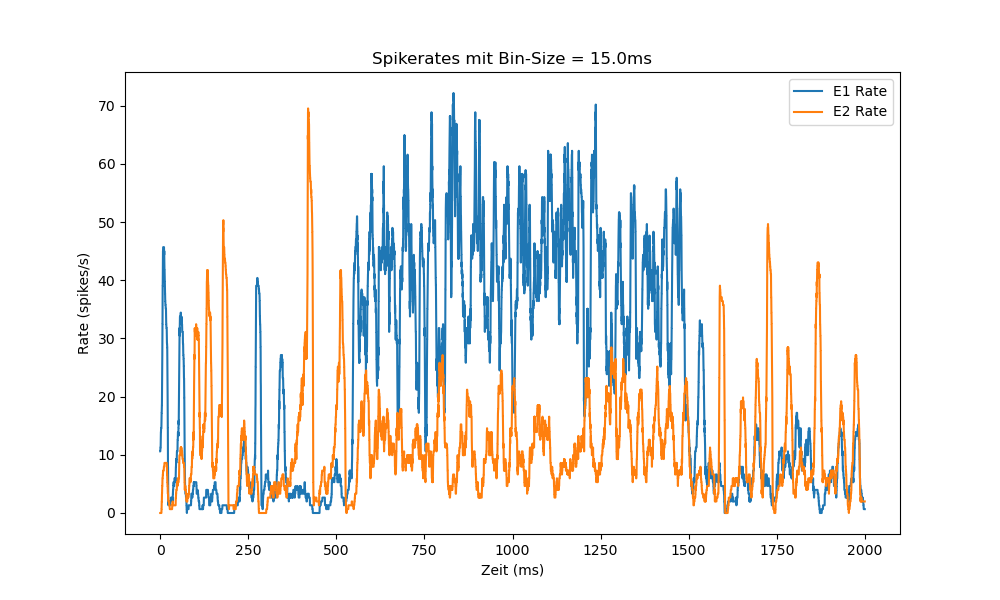 Spikerates mit Bin-Size = 15.0ms
E1 Rate
E2 Rate
Rate (spikes/s)
70
60
50
40
30
20
10
0
0 250 500 750 1000 1250 1500 1750 2000
Zeit (ms)